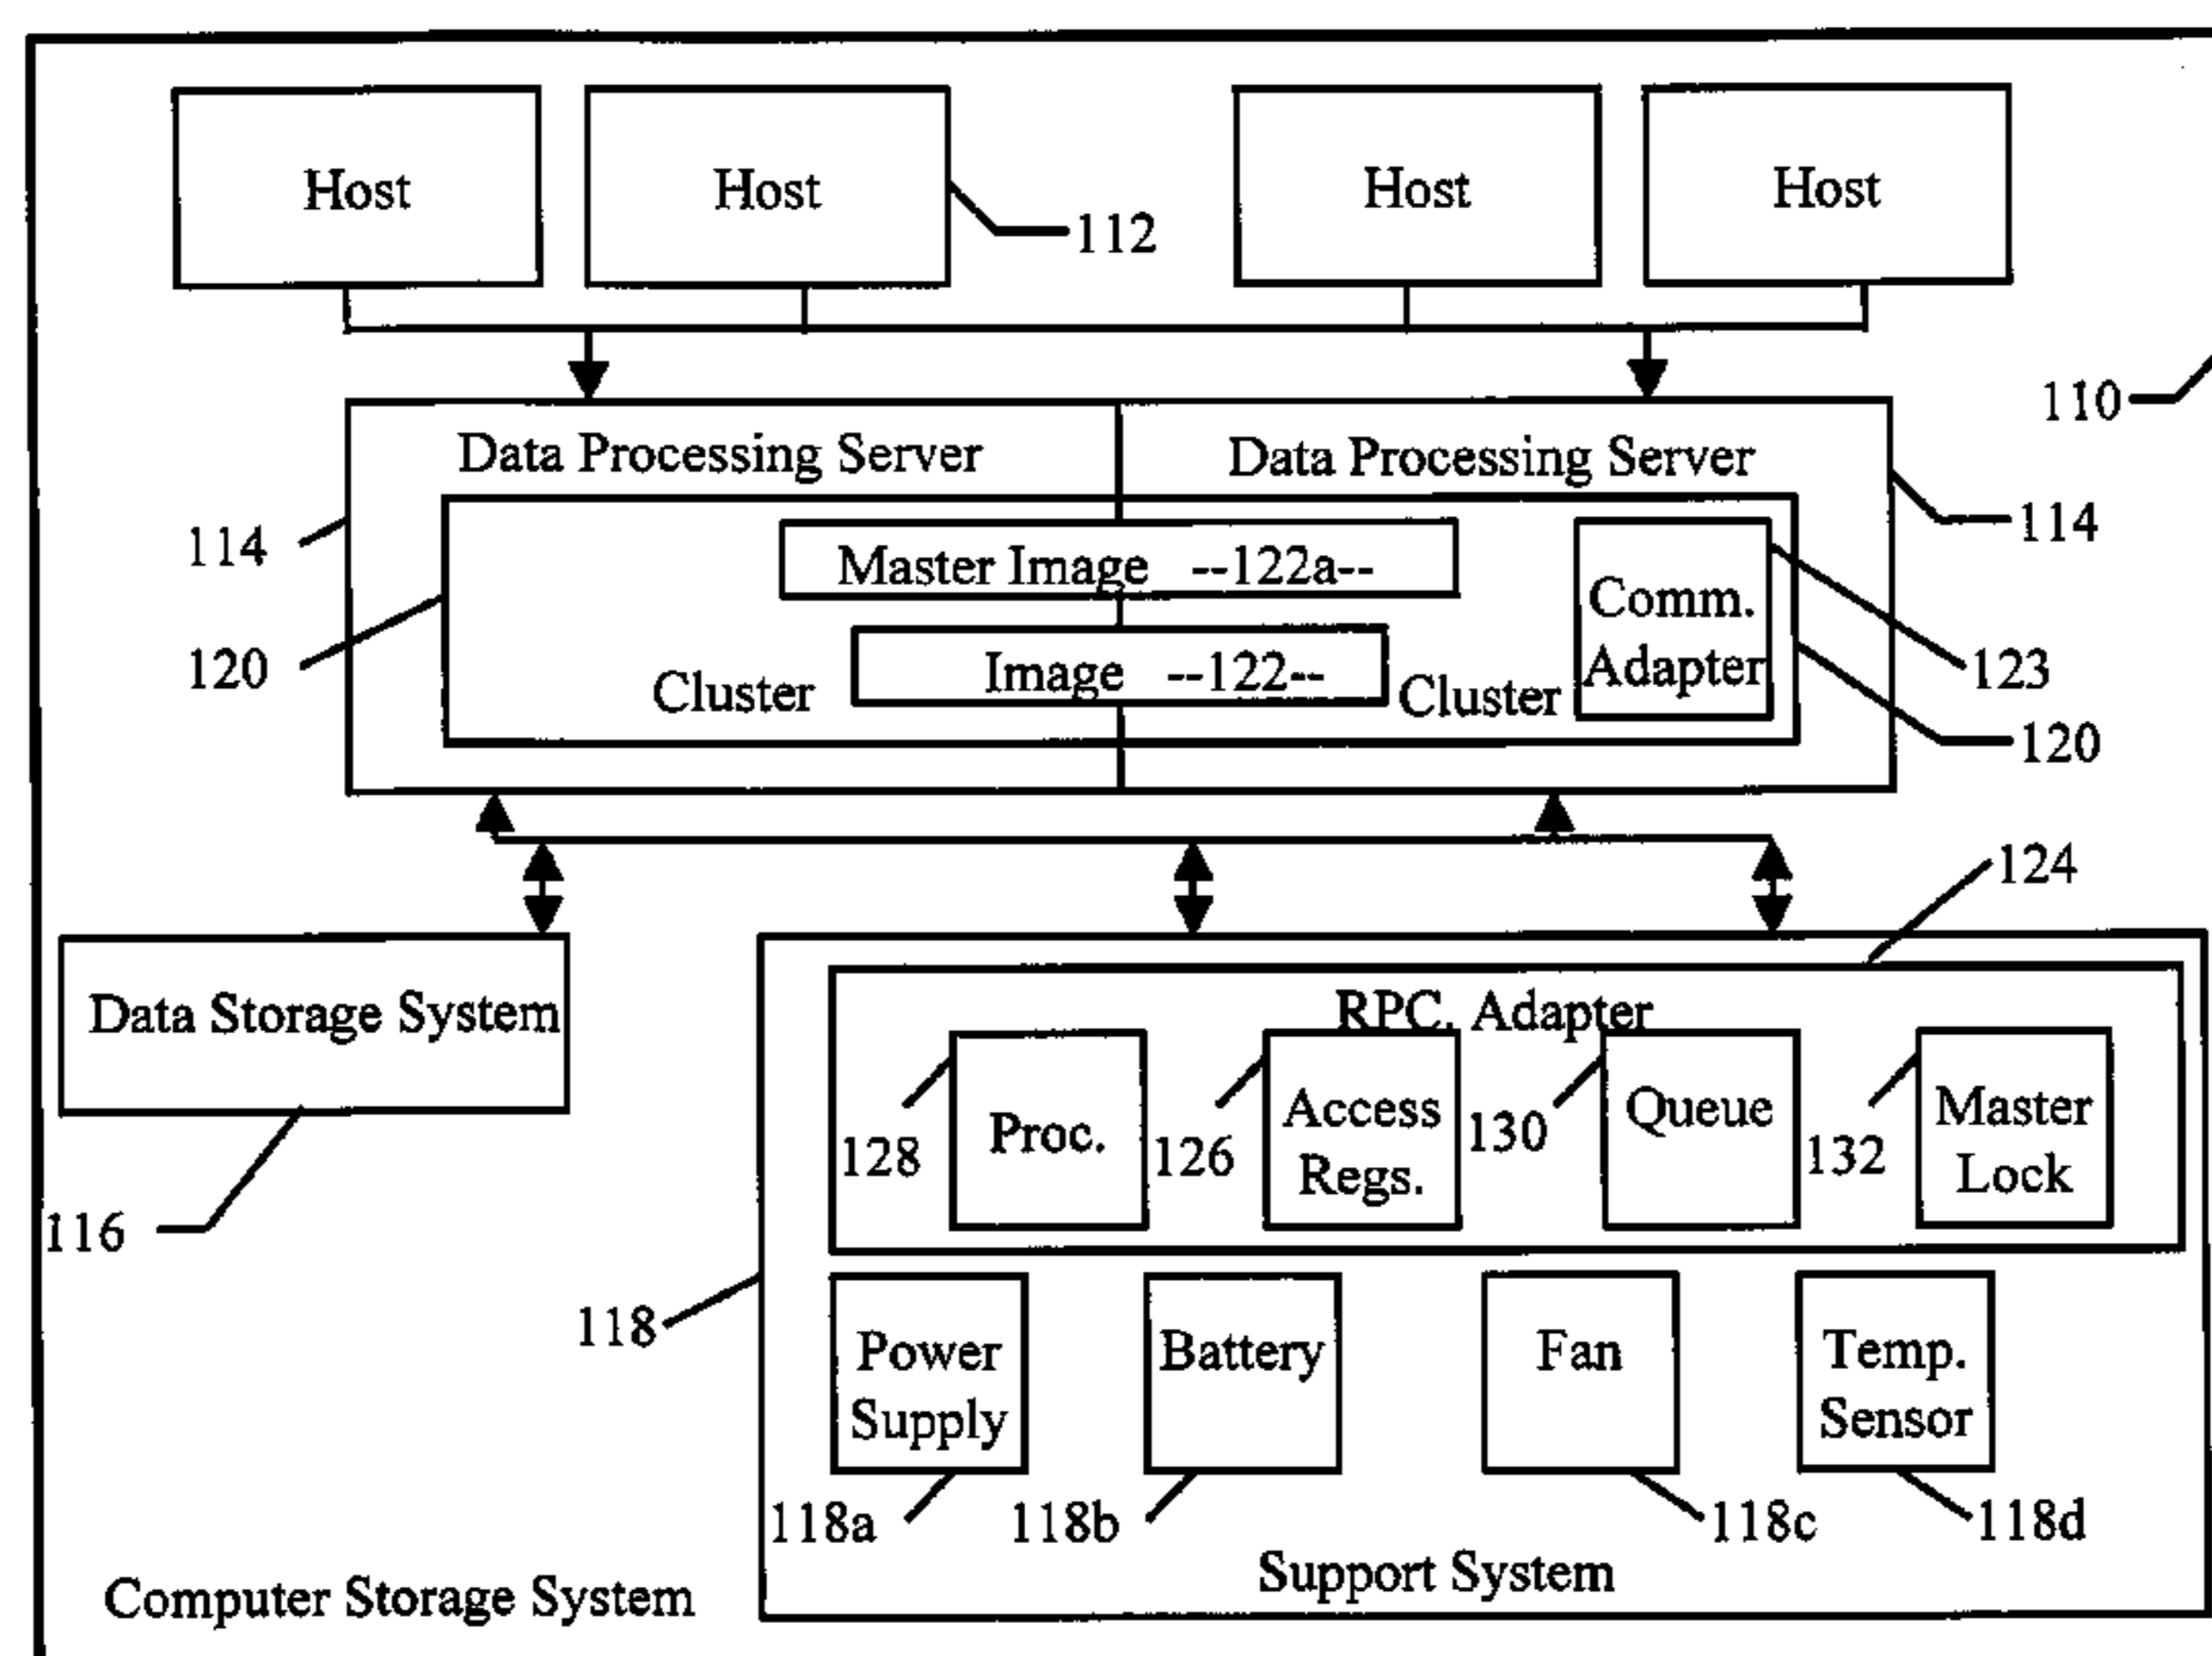 Host
Host
Host
Host
112
110
Data Processing Server
Data Processing Server
114
114
Master Image --122a--
Comm.
Adapter
Image --122--
Cluster
Cluster
120
123
120
124
Data Storage System
RPC. Adapter
128
Proc.
126
Access
Regs.
130
Queue
132
Master
Lock
116
118
Power
Supply
Battery
Fan
Temp.
Sensor
118a
118b
118c
118d
Computer Storage System
Support System